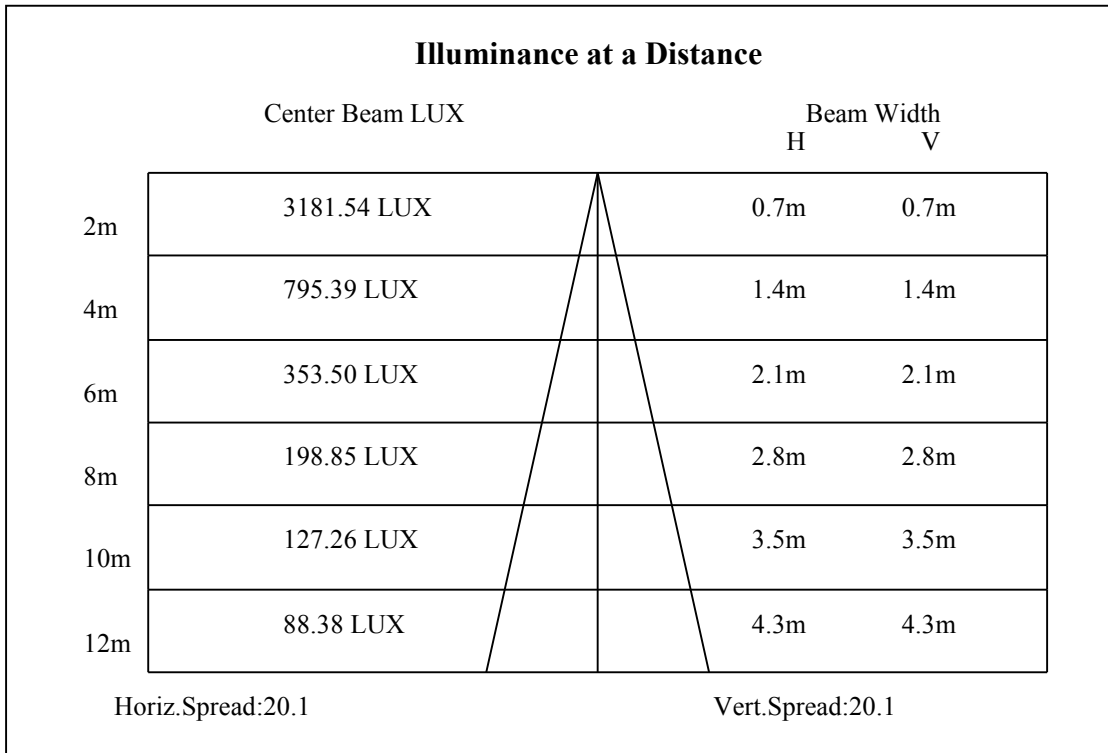 Illuminance at a Distance
Center Beam LUX Beam Width
H V
2m 3181.54 LUX 0.7m 0.7m
4m 795.39 LUX 1.4m 1.4m
6m 353.50 LUX 2.1m 2.1m
8m 198.85 LUX 2.8m 2.8m
10m 127.26 LUX 3.5m 3.5m
12m 88.38 LUX 4.3m 4.3m
Horiz.Spread:20.1 Vert.Spread:20.1